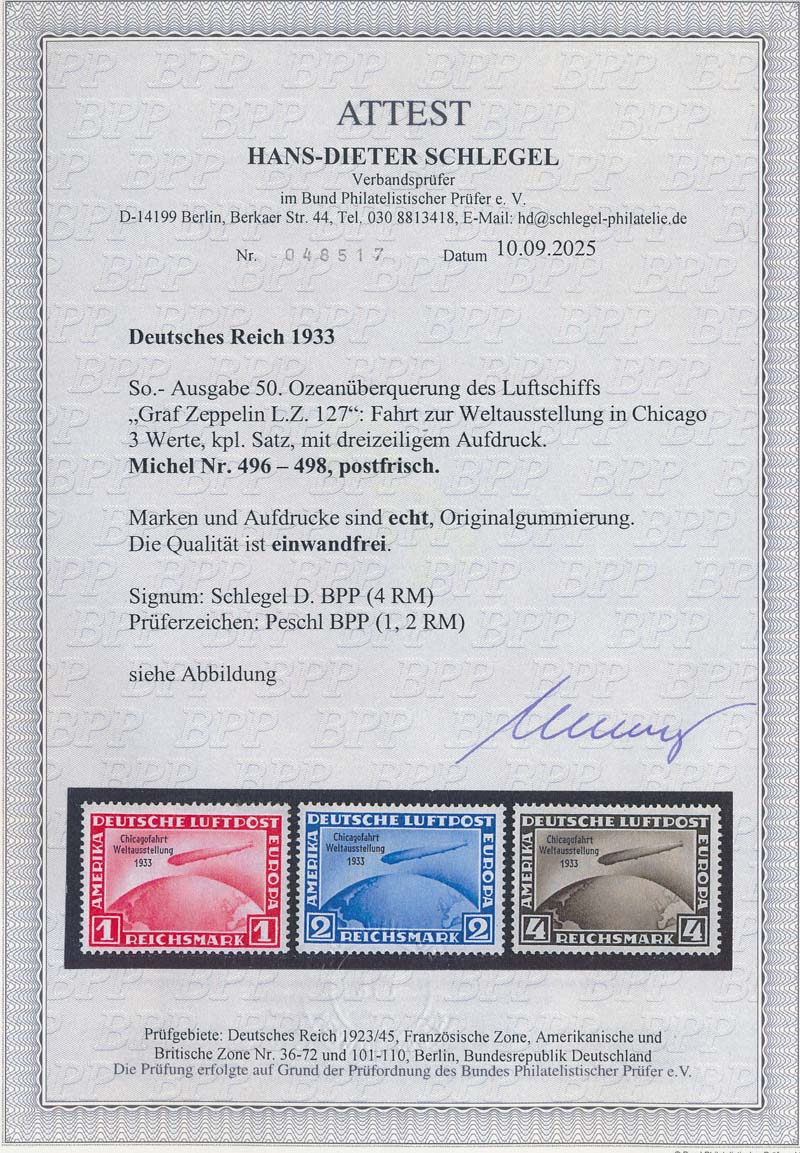 ATTEST
HANS-DIETER SCHLEGEL
Verbandsprüfer
im Bund Philatelistischer Prüfer e. V.
D-14199 Berlin, Berkaer Str. 44, Tel. 030 8813418, E-Mail: hd@schlegel-philatelie.de
Nr. 048517 Datum 10.09.2025
Deutsches Reich 1933
So.- Ausgabe 50. Ozeanüberquerung des Luftschiffs
„Graf Zeppelin L.Z. 127“: Fahrt zur Weltausstellung in Chicago
3 Werte, kpl. Satz, mit dreizeiligem Aufdruck.
Michel Nr. 496 – 498, postfrisch.
Marken und Aufdrucke sind echt, Originalgummierung.
Die Qualität ist einwandfrei.
Signum: Schlegel D. BPP (4 RM)
Prüferzeichen: Peschl BPP (1, 2 RM)
siehe Abbildung
DEUTSCHE LUFTPOST
AMERIKA
EUROPA
Chicagofahrt
Weltausstellung
1933
1 REICHSMARK 1
DEUTSCHE LUFTPOST
AMERIKA
EUROPA
Chicagofahrt
Weltausstellung
1933
2 REICHSMARK 2
DEUTSCHE LUFTPOST
AMERIKA
EUROPA
Chicagofahrt
Weltausstellung
1933
4 REICHSMARK 4
Prüfgebiete: Deutsches Reich 1923/45, Französische Zone, Amerikanische und
Britische Zone Nr. 36-72 und 101-110, Berlin, Bundesrepublik Deutschland
Die Prüfung erfolgte auf Grund der Prüfordnung des Bundes Philatelistischer Prüfer e.V.